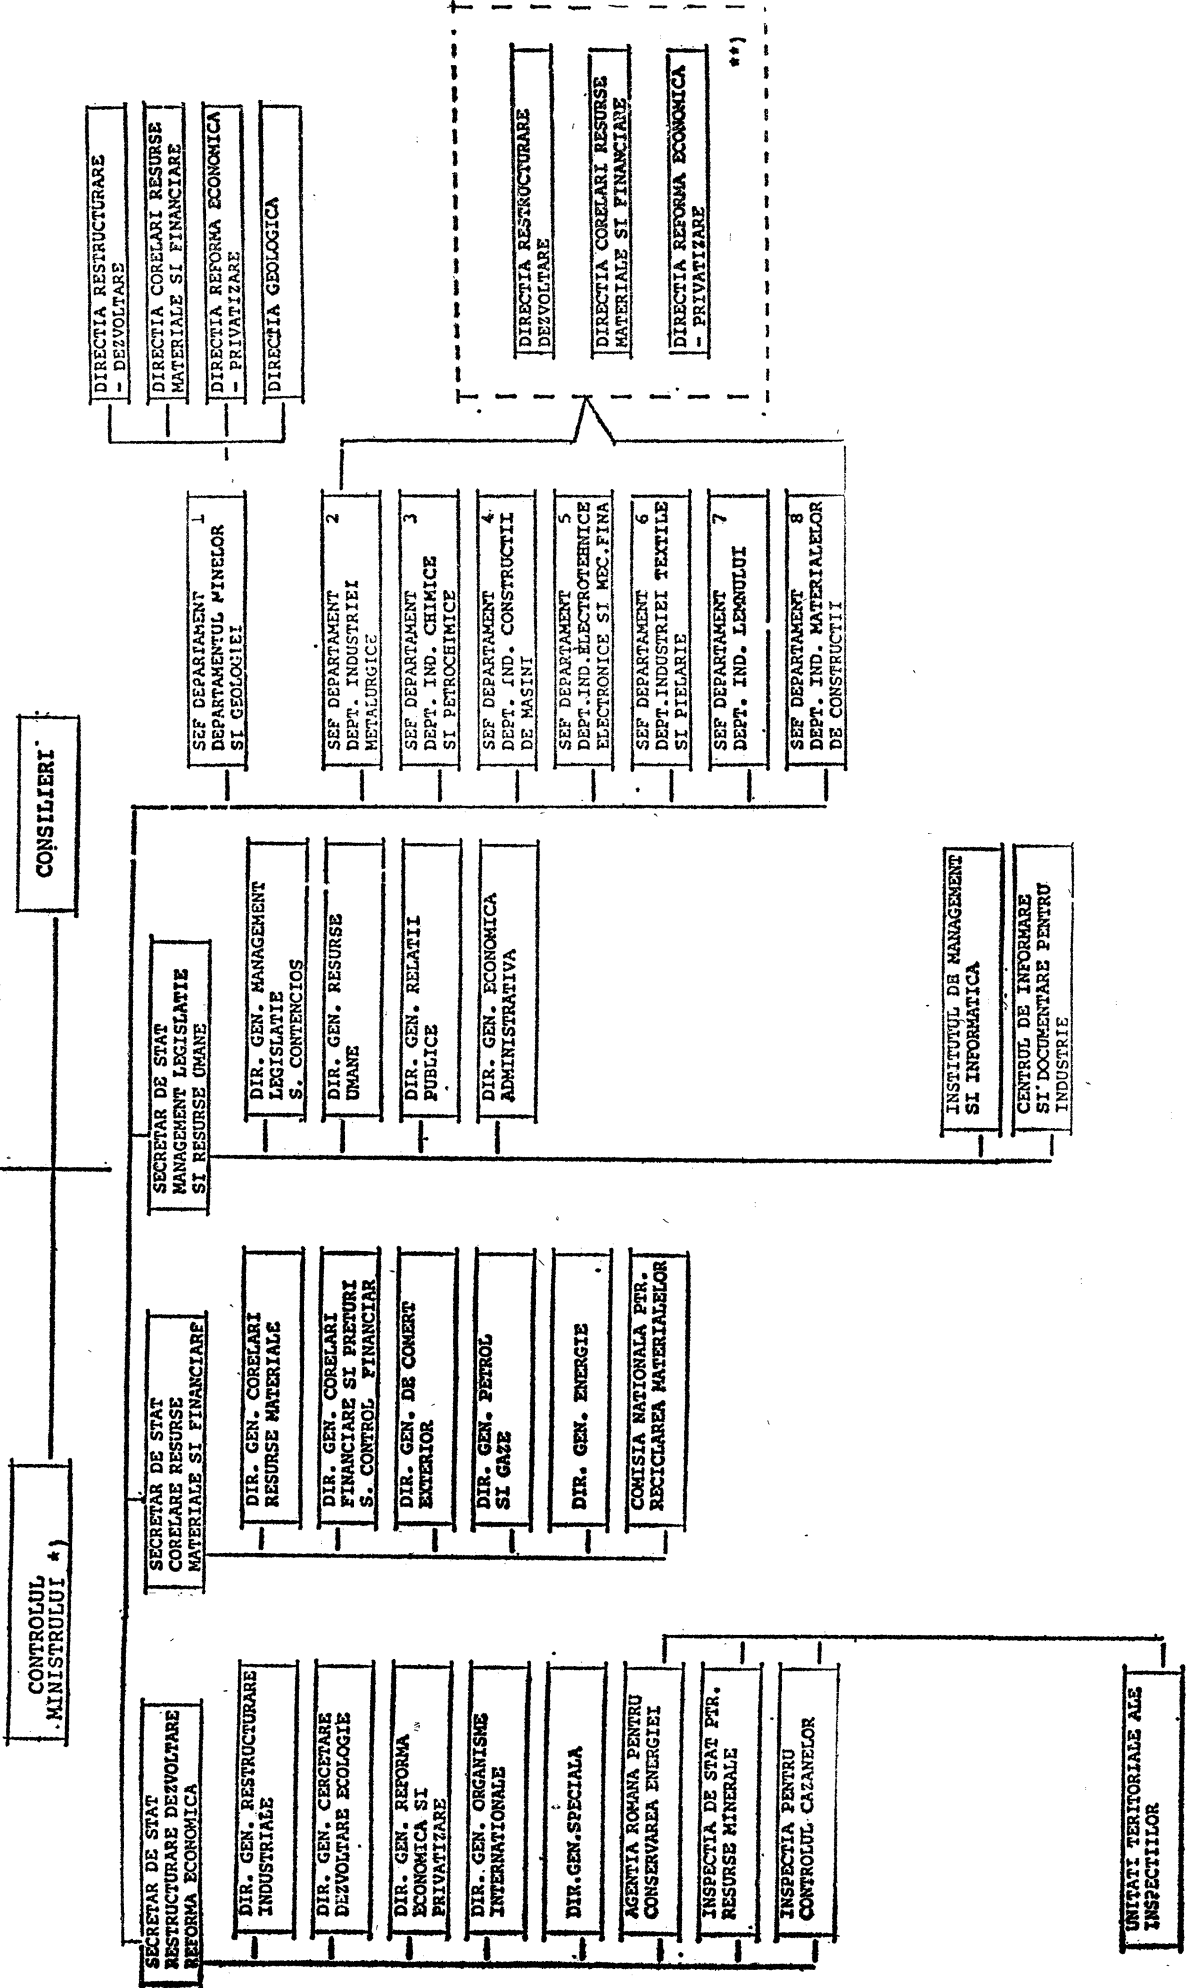 CONTROLUL
MINISTRULUI *)
CONSILIERI
SECRETAR DE STAT
RESTRUCTURARE DEZVOLTARE
REFORMA ECONOMICA
DIR. GEN. RESTRUCTURARE
INDUSTRIALE
DIR. GEN. CERCETARE
DEZVOLTARE ECOLOGIE
DIR. GEN. REFORMA
ECONOMICA SI
PRIVATIZARE
DIR. GEN. ORGANISME
INTERNATIONALE
DIR.GEN.SPECIALA
AGENTIA ROMANA PENTRU
CONSERVAREA ENERGIEI
INSPECTIA DE STAT PTR.
RESURSE MINERALE
INSPECTIA PENTRU
CONTROLUL CAZANELOR
UNITATI TERITORIALE ALE
INSPECTIILOR
SECRETAR DE STAT
CORELARE RESURSE
MATERIALE SI FINANCIARE
DIR. GEN. CORELARI
RESURSE MATERIALE
DIR. GEN. CORELARI
FINANCIARE SI PRETURI
S. CONTROL FINANCIAR
DIR. GEN. DE COMERT
EXTERIOR
DIR. GEN. PETROL
SI GAZE
DIR. GEN. ENERGIE
COMISIA NATIONALA PTR.
RECICLAREA MATERIALELOR
SECRETAR DE STAT
MANAGEMENT LEGISLATIE
SI RESURSE UMANE
DIR. GEN. MANAGEMENT
LEGISLATIE
S. CONTENCIOS
DIR. GEN. RESURSE
UMANE
DIR. GEN. RELATII
PUBLICE
DIR. GEN. ECONOMICA
ADMINISTRATIVA
INSTITUTUL DE MANAGEMENT
SI INFORMATICA
CENTRUL DE INFORMARE
SI DOCUMENTARE PENTRU
INDUSTRIE
SEF DEPARTAMENT 1
DEPARTAMENTUL MINELOR
SI GEOLOGIEI
SEF DEPARTAMENT 2
DEPT. INDUSTRIEI
METALURGICE
SEF DEPARTAMENT 3
DEPT. IND. CHIMICE
SI PETROCHIMICE
SEF DEPARTAMENT 4
DEPT. IND. CONSTRUCTII
DE MASINI
SEF DEPARTAMENT 5
DEPT.IND.ELECTROTEHNICE
ELECTRONICE SI MEC.FINA
SEF DEPARTAMENT 6
DEPT.INDUSTRIEI TEXTILE
SI PIELARIE
SEF DEPARTAMENT 7
DEPT. IND. LEMNULUI
SEF DEPARTAMENT 8
DEPT. IND. MATERIALELOR
DE CONSTRUCTII
DIRECTIA RESTRUCTURARE
- DEZVOLTARE
DIRECTIA CORELARI RESURSE
MATERIALE SI FINANCIARE
DIRECTIA REFORMA ECONOMICA
- PRIVATIZARE
DIRECTIA GEOLOGICA
DIRECTIA RESTRUCTURARE
DEZVOLTARE
DIRECTIA CORELARI RESURSE
MATERIALE SI FINANCIARE
DIRECTIA REFORMA ECONOMICA
- PRIVATIZARE
**)